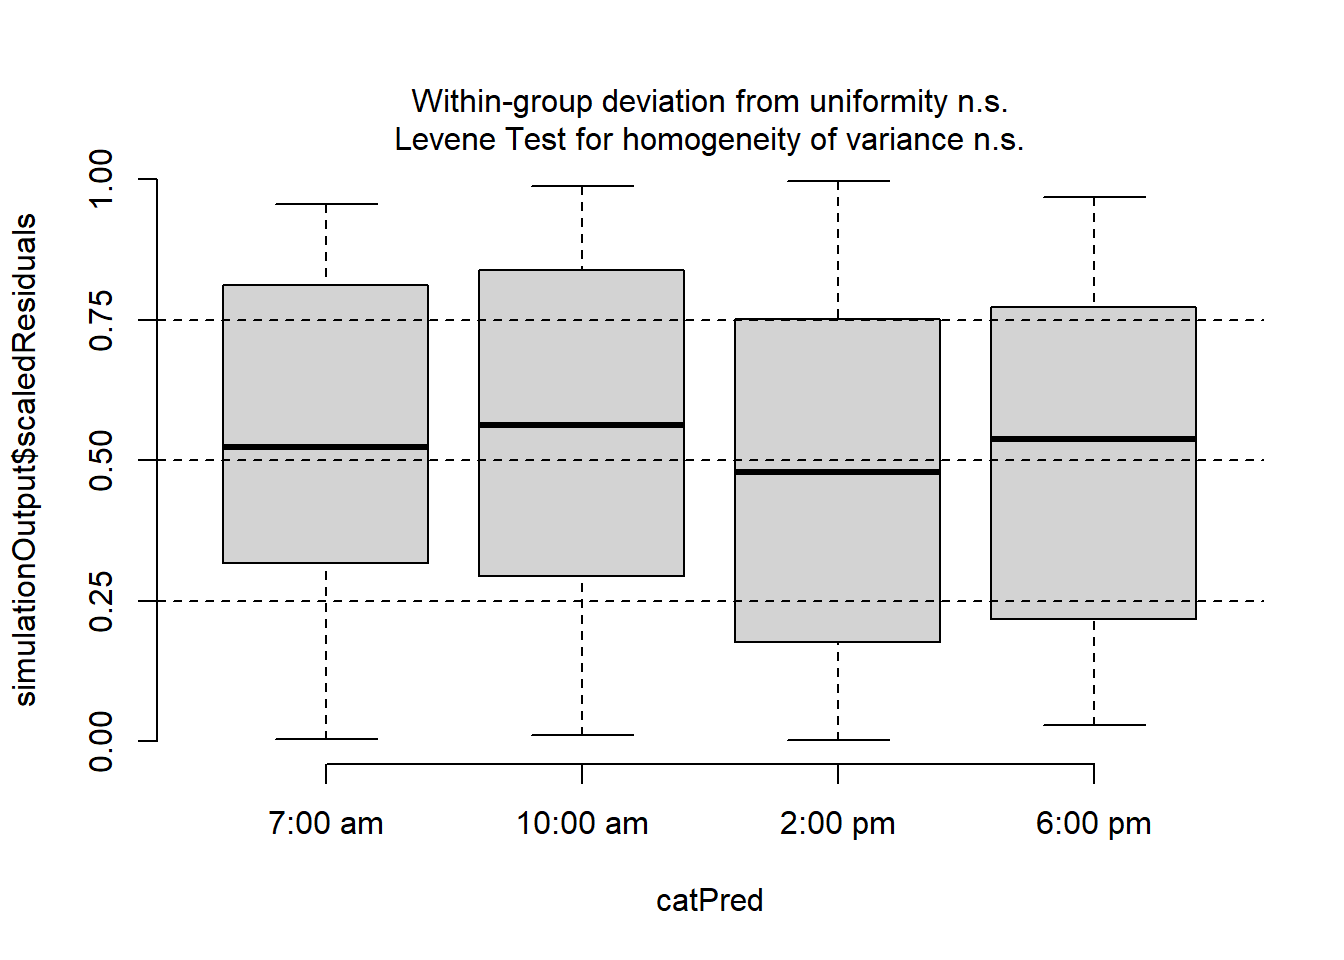 Within-group deviation from uniformity n.s.
Levene Test for homogeneity of variance n.s.
simulationOutput$scaledResiduals
1.00
0.75
0.50
0.25
0.00
7:00 am
10:00 am
2:00 pm
6:00 pm
catPred